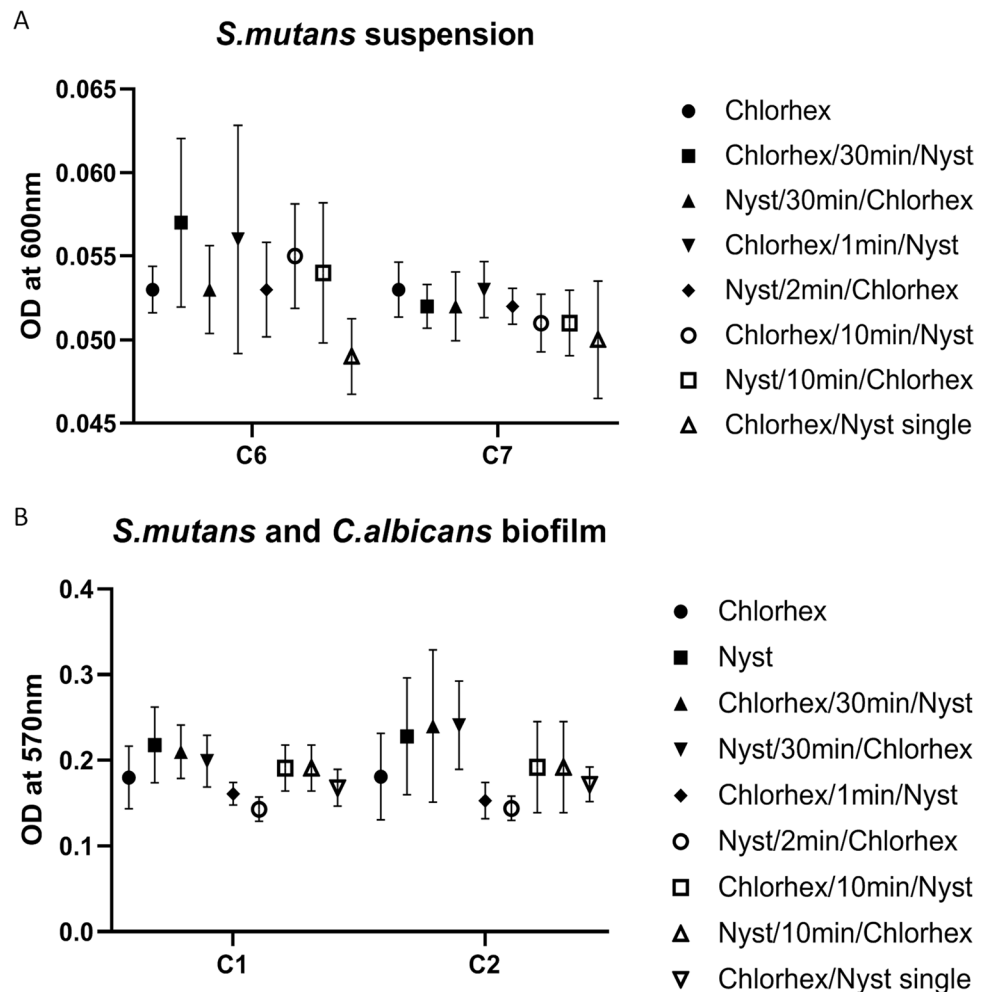 A
S.mutans suspension
0.065
0.060
0.055
0.050
0.045
OD at 600nm
C6
C7
Chlorhex
Chlorhex/30min/Nyst
Nyst/30min/Chlorhex
Chlorhex/1min/Nyst
Nyst/2min/Chlorhex
Chlorhex/10min/Nyst
Nyst/10min/Chlorhex
Chlorhex/Nyst single
B
S.mutans and C.albicans biofilm
0.4
0.3
0.2
0.1
0.0
OD at 570nm
C1
C2
Chlorhex
Nyst
Chlorhex/30min/Nyst
Nyst/30min/Chlorhex
Chlorhex/1min/Nyst
Nyst/2min/Chlorhex
Chlorhex/10min/Nyst
Nyst/10min/Chlorhex
Chlorhex/Nyst single